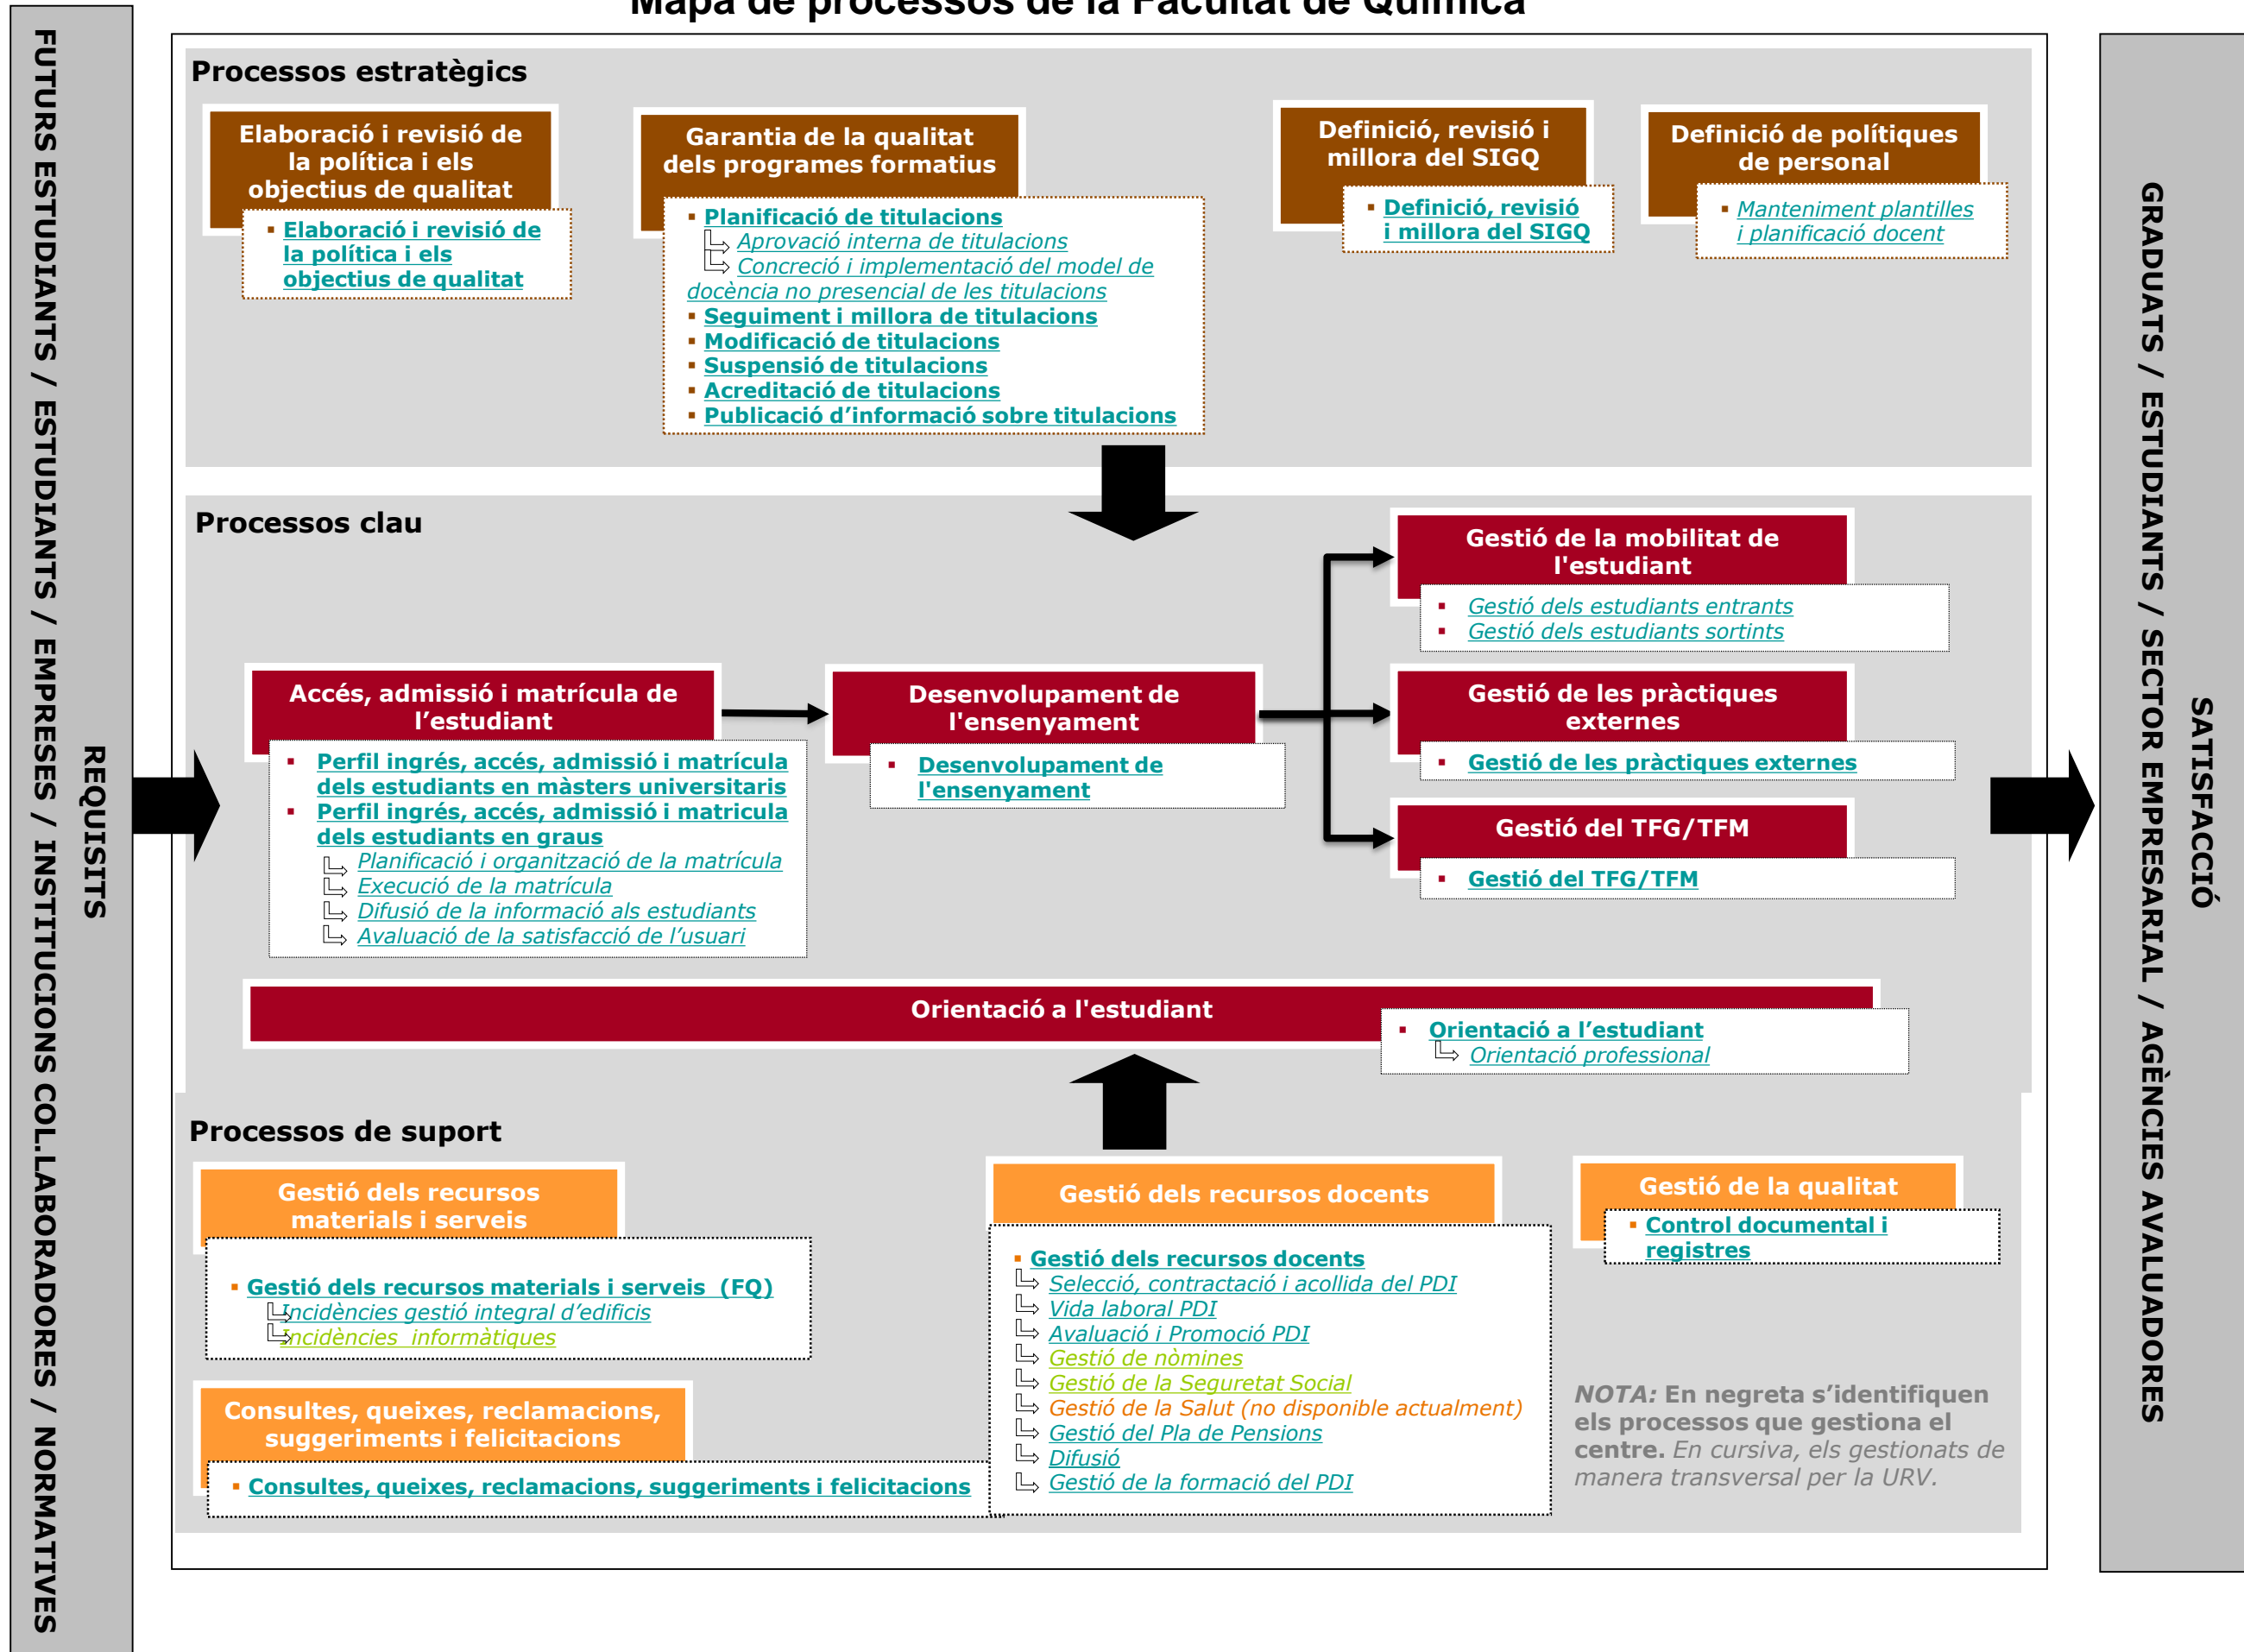 Mapa de processos de la Facultat de Química
FUTURS ESTUDIANTS / ESTUDIANTS / EMPRESES / INSTITUCIONS COL.LABORADORES / NORMATIVES
REQUISITS
Processos estratègics
Elaboració i revisió de
la política i els
objectius de qualitat
▪ Elaboració i revisió de
la política i els
objectius de qualitat
Garantia de la qualitat
dels programes formatius
▪ Planificació de titulacions
Aprovació interna de titulacions
Concreció i implementació del model de
docència no presencial de les titulacions
▪ Seguiment i millora de titulacions
▪ Modificació de titulacions
▪ Suspensió de titulacions
▪ Acreditació de titulacions
▪ Publicació d’informació sobre titulacions
Definició, revisió i
millora del SIGQ
▪ Definició, revisió
i millora del SIGQ
Definició de polítiques
de personal
▪ Manteniment plantilles
i planificació docent
Processos clau
Accés, admissió i matrícula de
l’estudiant
▪ Perfil ingrés, accés, admissió i matrícula
dels estudiants en màsters universitaris
▪ Perfil ingrés, accés, admissió i matricula
dels estudiants en graus
Planificació i organització de la matrícula
Execució de la matrícula
Difusió de la informació als estudiants
Avaluació de la satisfacció de l’usuari
Desenvolupament de
l'ensenyament
▪ Desenvolupament de
l'ensenyament
Gestió de la mobilitat de
l'estudiant
▪ Gestió dels estudiants entrants
▪ Gestió dels estudiants sortints
Gestió de les pràctiques
externes
▪ Gestió de les pràctiques externes
Gestió del TFG/TFM
▪ Gestió del TFG/TFM
Orientació a l'estudiant
▪ Orientació a l’estudiant
Orientació professional
Processos de suport
Gestió dels recursos
materials i serveis
▪ Gestió dels recursos materials i serveis  (FQ)
Incidències gestió integral d’edificis
Incidències  informàtiques
Consultes, queixes, reclamacions,
suggeriments i felicitacions
▪ Consultes, queixes, reclamacions, suggeriments i felicitacions
Gestió dels recursos docents
▪ Gestió dels recursos docents
Selecció, contractació i acollida del PDI
Vida laboral PDI
Avaluació i Promoció PDI
Gestió de nòmines
Gestió de la Seguretat Social
Gestió de la Salut (no disponible actualment)
Gestió del Pla de Pensions
Difusió
Gestió de la formació del PDI
Gestió de la qualitat
▪ Control documental i
registres
NOTA: En negreta s’identifiquen
els processos que gestiona el
centre. En cursiva, els gestionats de
manera transversal per la URV.
GRADUATS / ESTUDIANTS / SECTOR EMPRESARIAL / AGÈNCIES AVALUADORES
SATISFACCIÓ